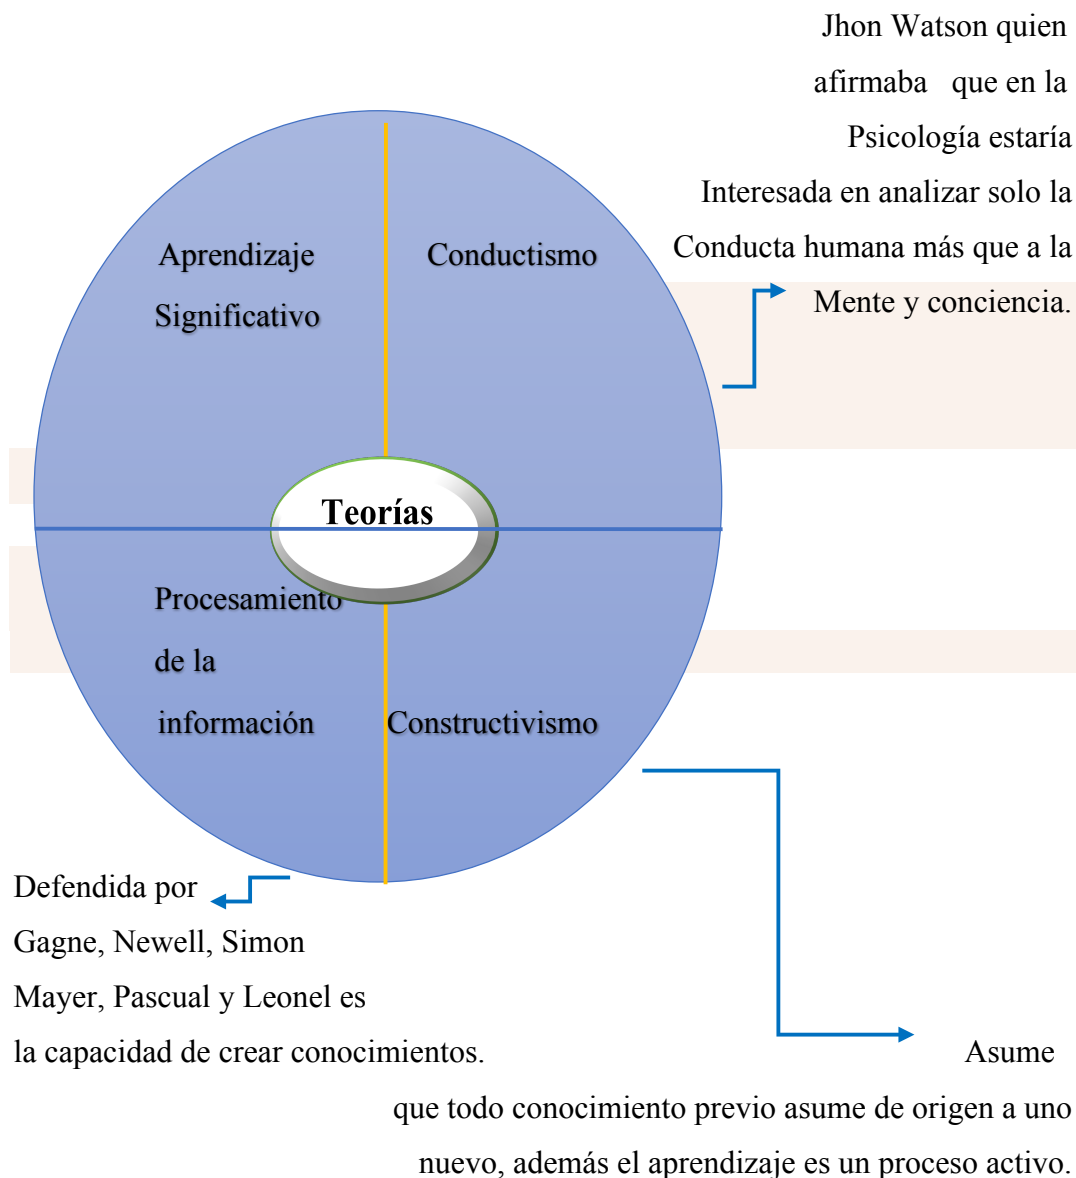 Jhon Watson quien
afirmaba que en la
Psicología estaría
Interesada en analizar solo la
Conducta humana más que a la
Mente y conciencia.
Aprendizaje
Significativo
Conductismo
Teorías
Procesamiento
de la
información
Constructivismo
Defendida por
Gagne, Newell, Simon
Mayer, Pascual y Leonel es
la capacidad de crear conocimientos.
Asume
que todo conocimiento previo asume de origen a uno
nuevo, además el aprendizaje es un proceso activo.